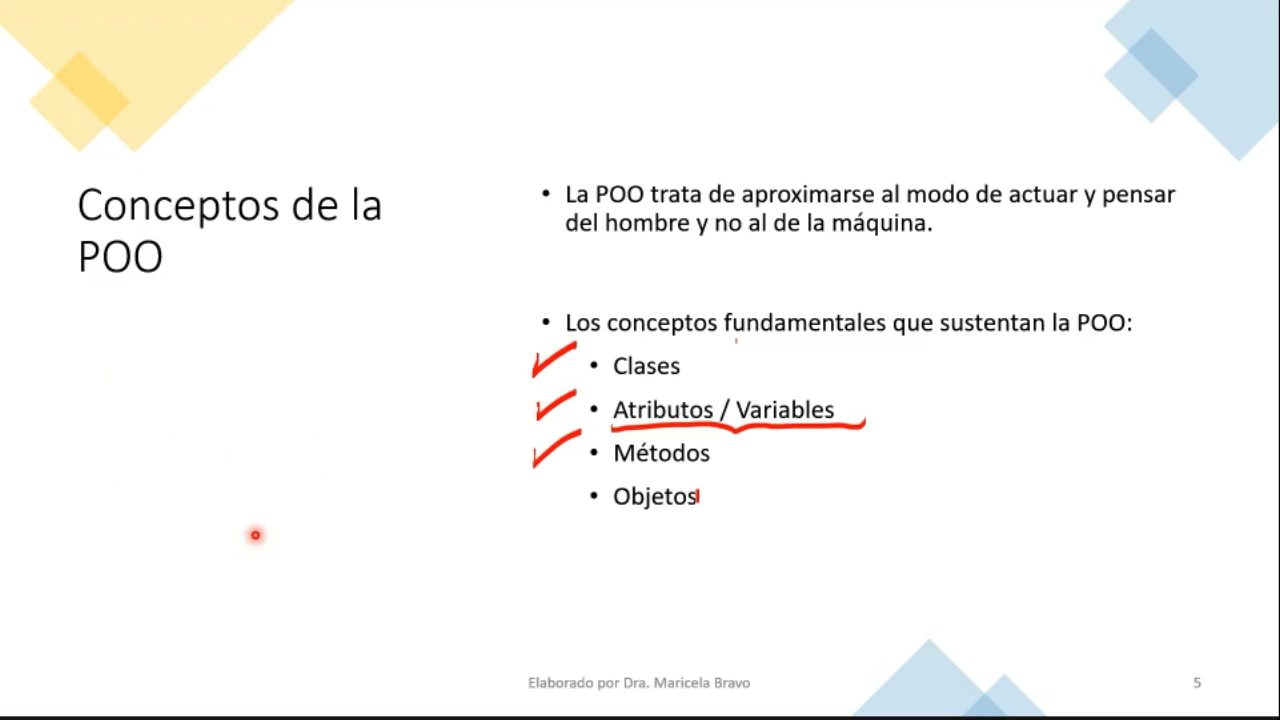 Conceptos de la
POO
• La POO trata de aproximarse al modo de actuar y pensar
del hombre y no al de la máquina.
• Los conceptos fundamentales que sustentan la POO:
• Clases
• Atributos / Variables
• Métodos
• Objetos
Elaborado por Dra. Maricela Bravo
5